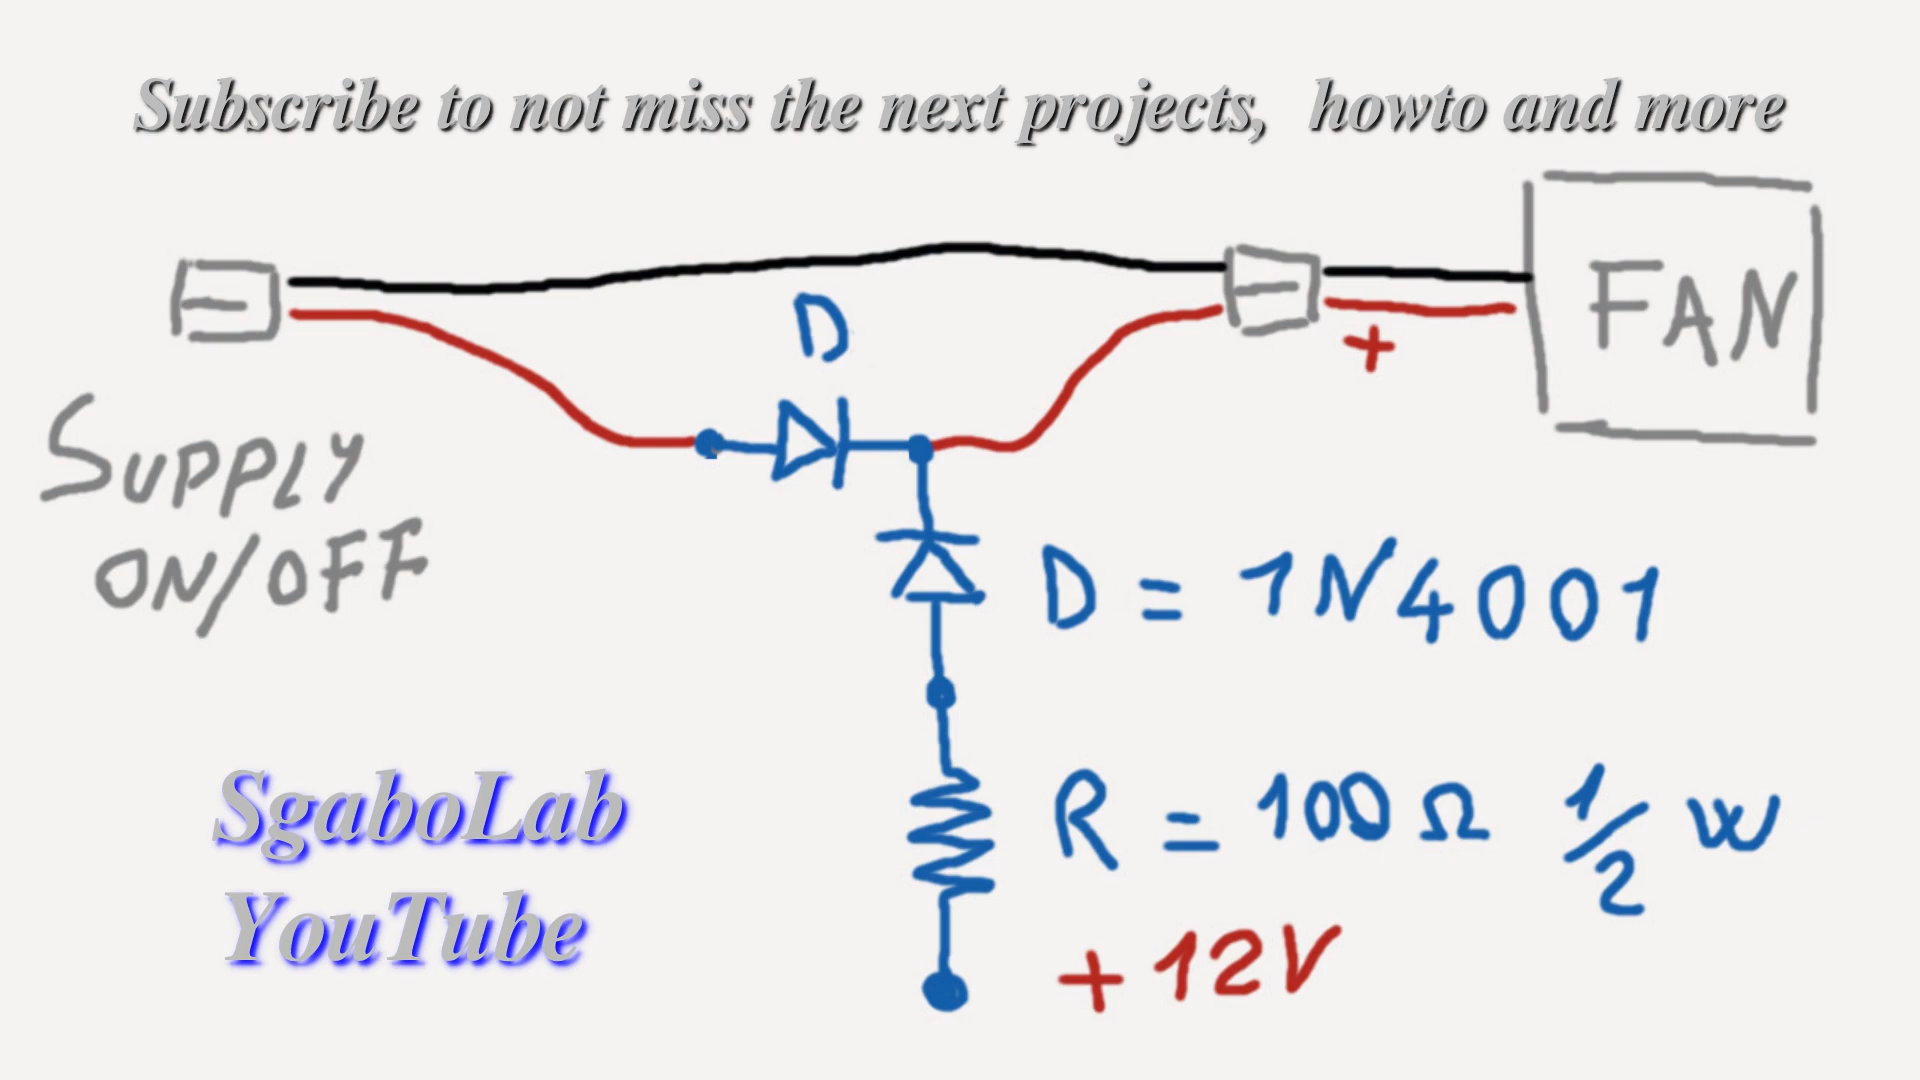 Subscribe to not miss the next projects, howto and more
FAN
D
+
SUPPLY
ON/OFF
D = 1N4001
SgaboLab
YouTube
R = 100 Ω 1/2 W
+12V